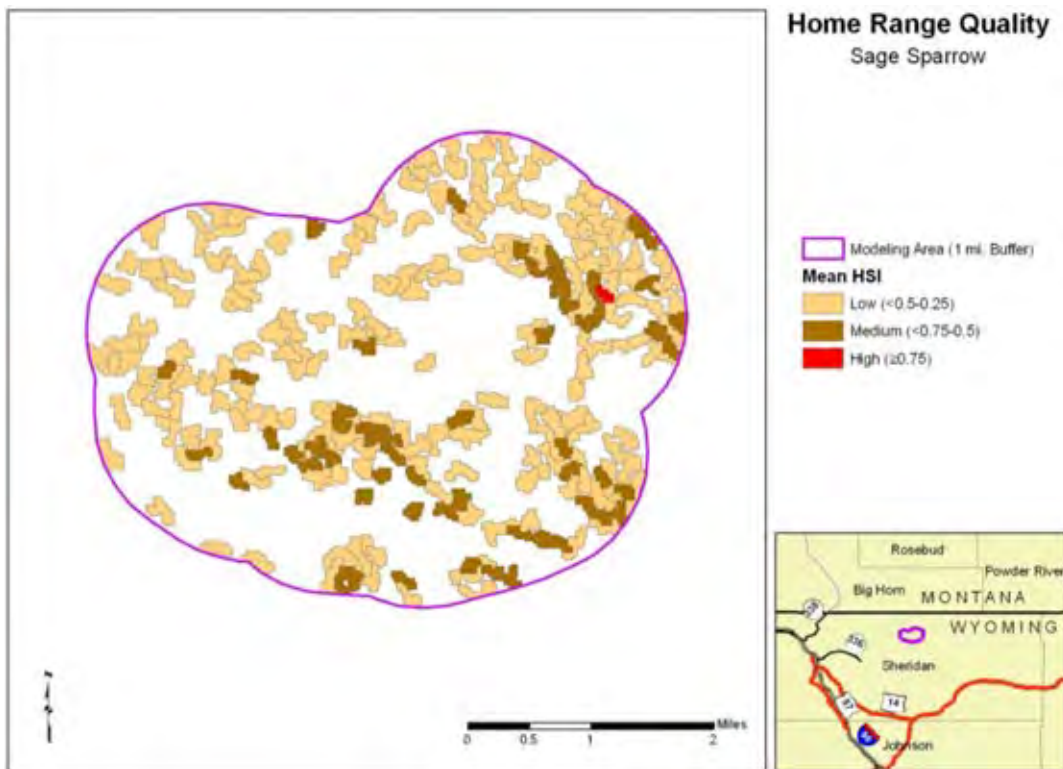 Home Range Quality
Sage Sparrow
Modeling Area (1 mi. Buffer)
Mean HSI
Low (<0.5-0.25)
Medium (<0.75-0.5)
High (≥0.75)
Miles
0 0.5 1 2
Rosebud
Powder River
Big Horn
MONTANA
WYOMING
336
Sheridan
87
14
Johnson